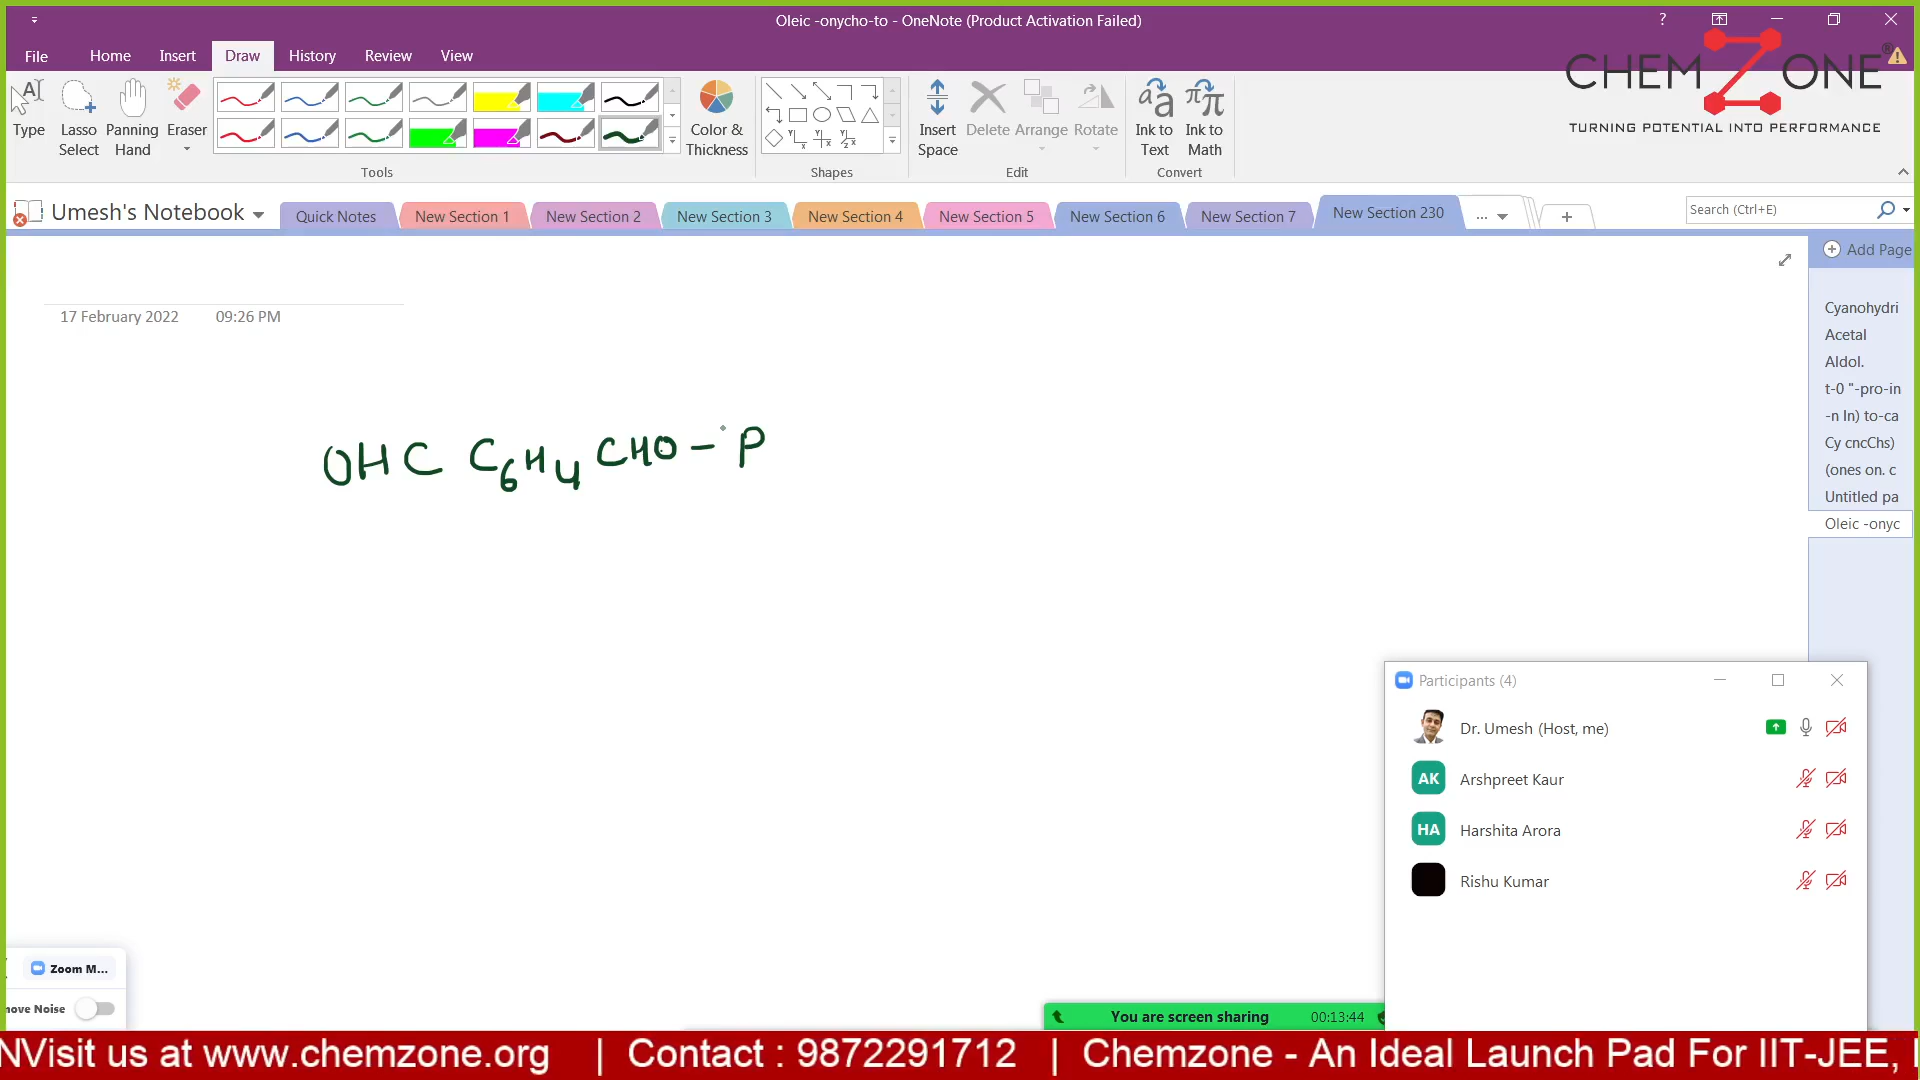 Oleic -onycho-to - OneNote (Product Activation Failed)
?
File Home Insert Draw History Review View
CHEMZONE®
TURNING POTENTIAL INTO PERFORMANCE
Type
Lasso Select
Panning Hand
Eraser
Color & Thickness
Insert Space
Delete
Arrange
Rotate
Ink to Text
Ink to Math
Tools Shapes Edit Convert
Umesh's Notebook
Quick Notes New Section 1 New Section 2 New Section 3 New Section 4 New Section 5 New Section 6 New Section 7 New Section 230 ... +
Search (Ctrl+E)
Add Page
17 February 2022 09:26 PM
Cyanohydri
Acetal
Aldol.
t-0 "-pro-in
-n In) to-ca
Cy cncChs)
(ones on. c
Untitled pa
Oleic -onyc
OHC C6H4 CHO - P
Participants (4)
Dr. Umesh (Host, me)
AK Arshpreet Kaur
HA Harshita Arora
Rishu Kumar
Zoom M...
nove Noise
You are screen sharing 00:13:44
NVisit us at www.chemzone.org | Contact : 9872291712 | Chemzone - An Ideal Launch Pad For IIT-JEE,